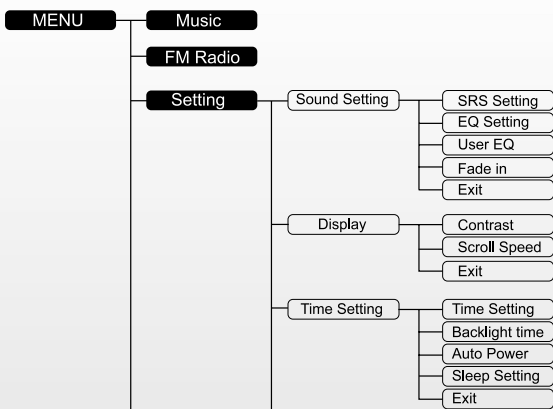 MENU
Music
FM Radio
Setting
Sound Setting
SRS Setting
EQ Setting
User EQ
Fade in
Exit
Display
Contrast
Scroll Speed
Exit
Time Setting
Time Setting
Backlight time
Auto Power
Sleep Setting
Exit